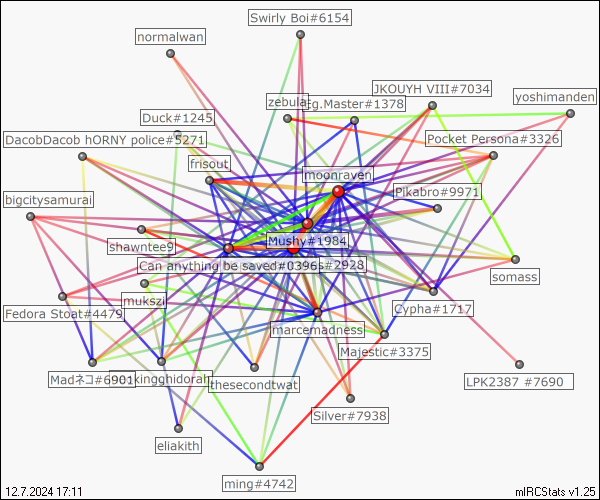 Swirly Boi#6154
normalwan
JKOUYH VIII#7034
yoshimanden
zebula
g.Master#1378
Duck#1245
DacobDacob hORNY police#5271
Pocket Persona#3326
frisout
moonraven
Pikabro#9971
bigcitysamurai
Mushy#1984
shawntee9
Can anything be saved#0396
#2928
somass
mukszi
Fedora Stoat#4479
Cypha#1717
marcemadness
Majestic#3375
Madネコ#6901
kingghidorah
thesecondtwat
LPK2387 #7690
Silver#7938
eliakith
ming#4742
12.7.2024 17:11
mIRCStats v1.25